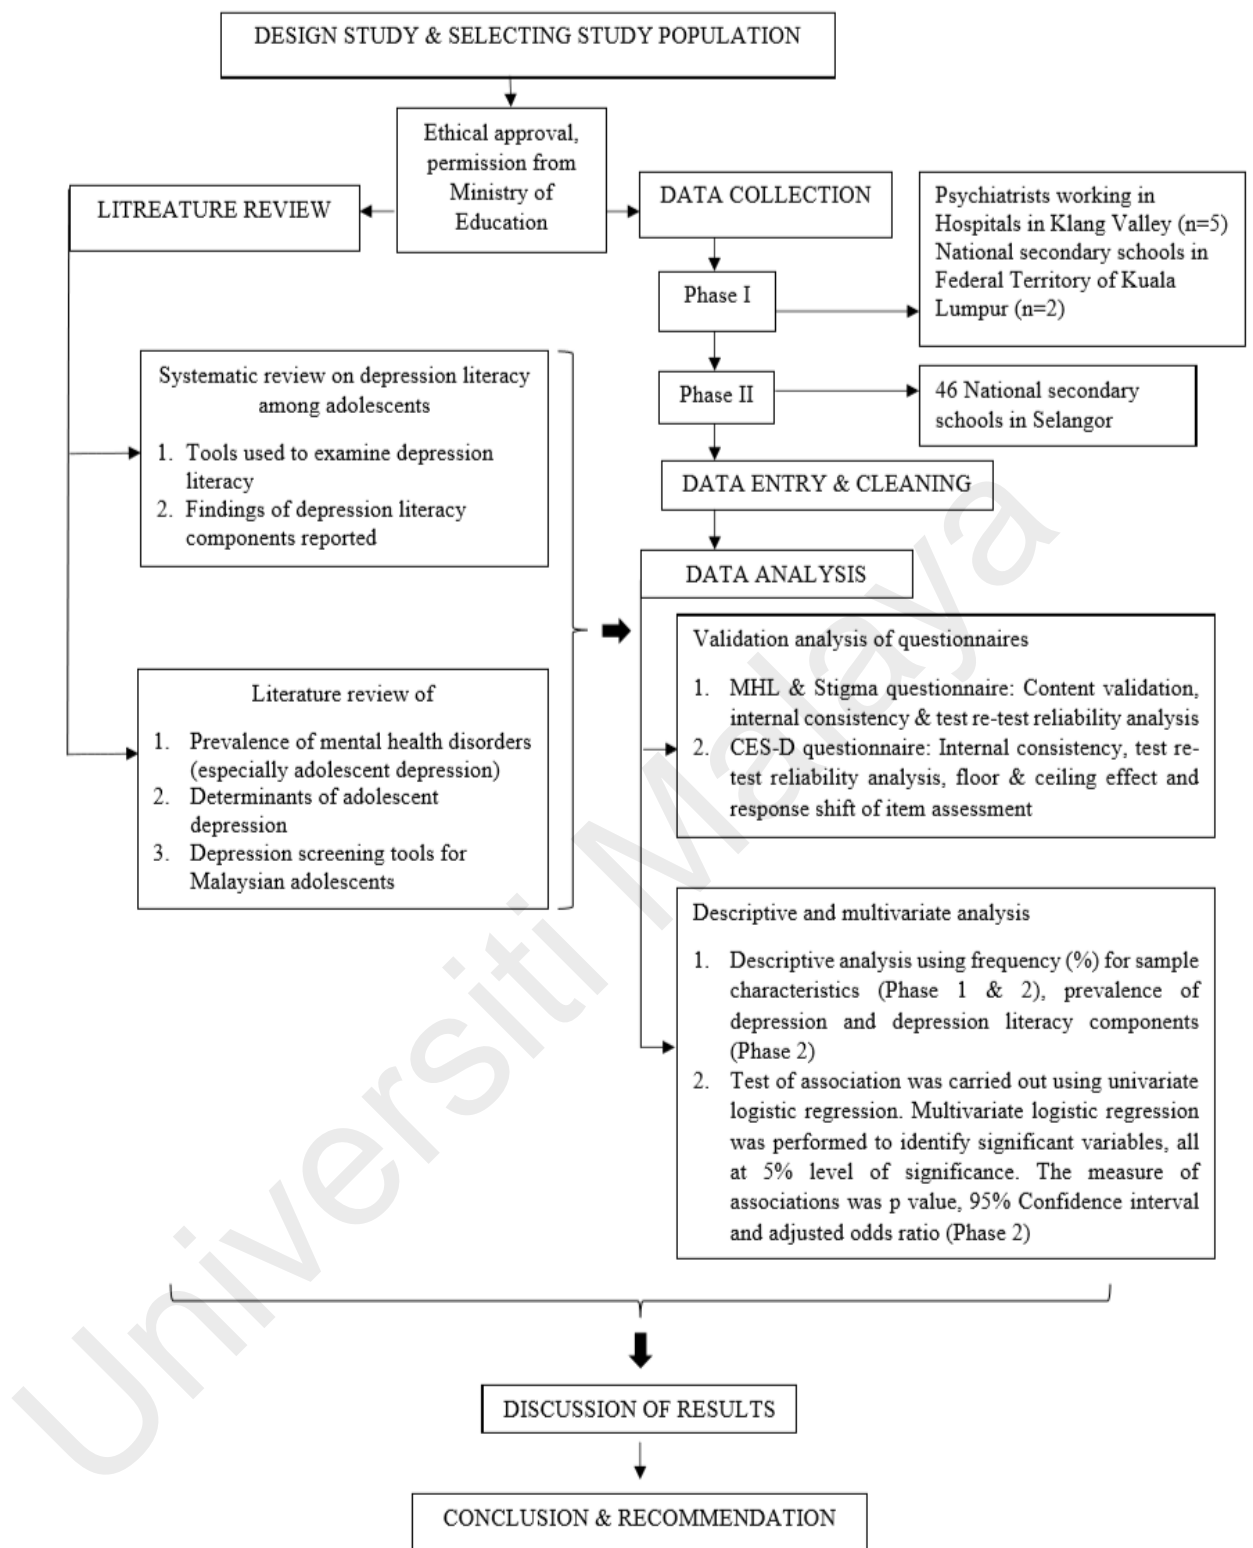 DESIGN STUDY & SELECTING STUDY POPULATION
Ethical approval,
permission from
Ministry of
Education
LITREATURE REVIEW
DATA COLLECTION
Psychiatrists working in
Hospitals in Klang Valley (n=5)
National secondary schools in
Federal Territory of Kuala
Lumpur (n=2)
Phase I
Phase II
46 National secondary
schools in Selangor
Systematic review on depression literacy
among adolescents
1. Tools used to examine depression
literacy
2. Findings of depression literacy
components reported
DATA ENTRY & CLEANING
DATA ANALYSIS
Literature review of
1. Prevalence of mental health disorders
(especially adolescent depression)
2. Determinants of adolescent
depression
3. Depression screening tools for
Malaysian adolescents
Validation analysis of questionnaires
1. MHL & Stigma questionnaire: Content validation,
internal consistency & test re-test reliability analysis
2. CES-D questionnaire: Internal consistency, test re-
test reliability analysis, floor & ceiling effect and
response shift of item assessment
Descriptive and multivariate analysis
1. Descriptive analysis using frequency (%) for sample
characteristics (Phase 1 & 2), prevalence of
depression and depression literacy components
(Phase 2)
2. Test of association was carried out using univariate
logistic regression. Multivariate logistic regression
was performed to identify significant variables, all
at 5% level of significance. The measure of
associations was p value, 95% Confidence interval
and adjusted odds ratio (Phase 2)
DISCUSSION OF RESULTS
CONCLUSION & RECOMMENDATION
Universiti Malaya